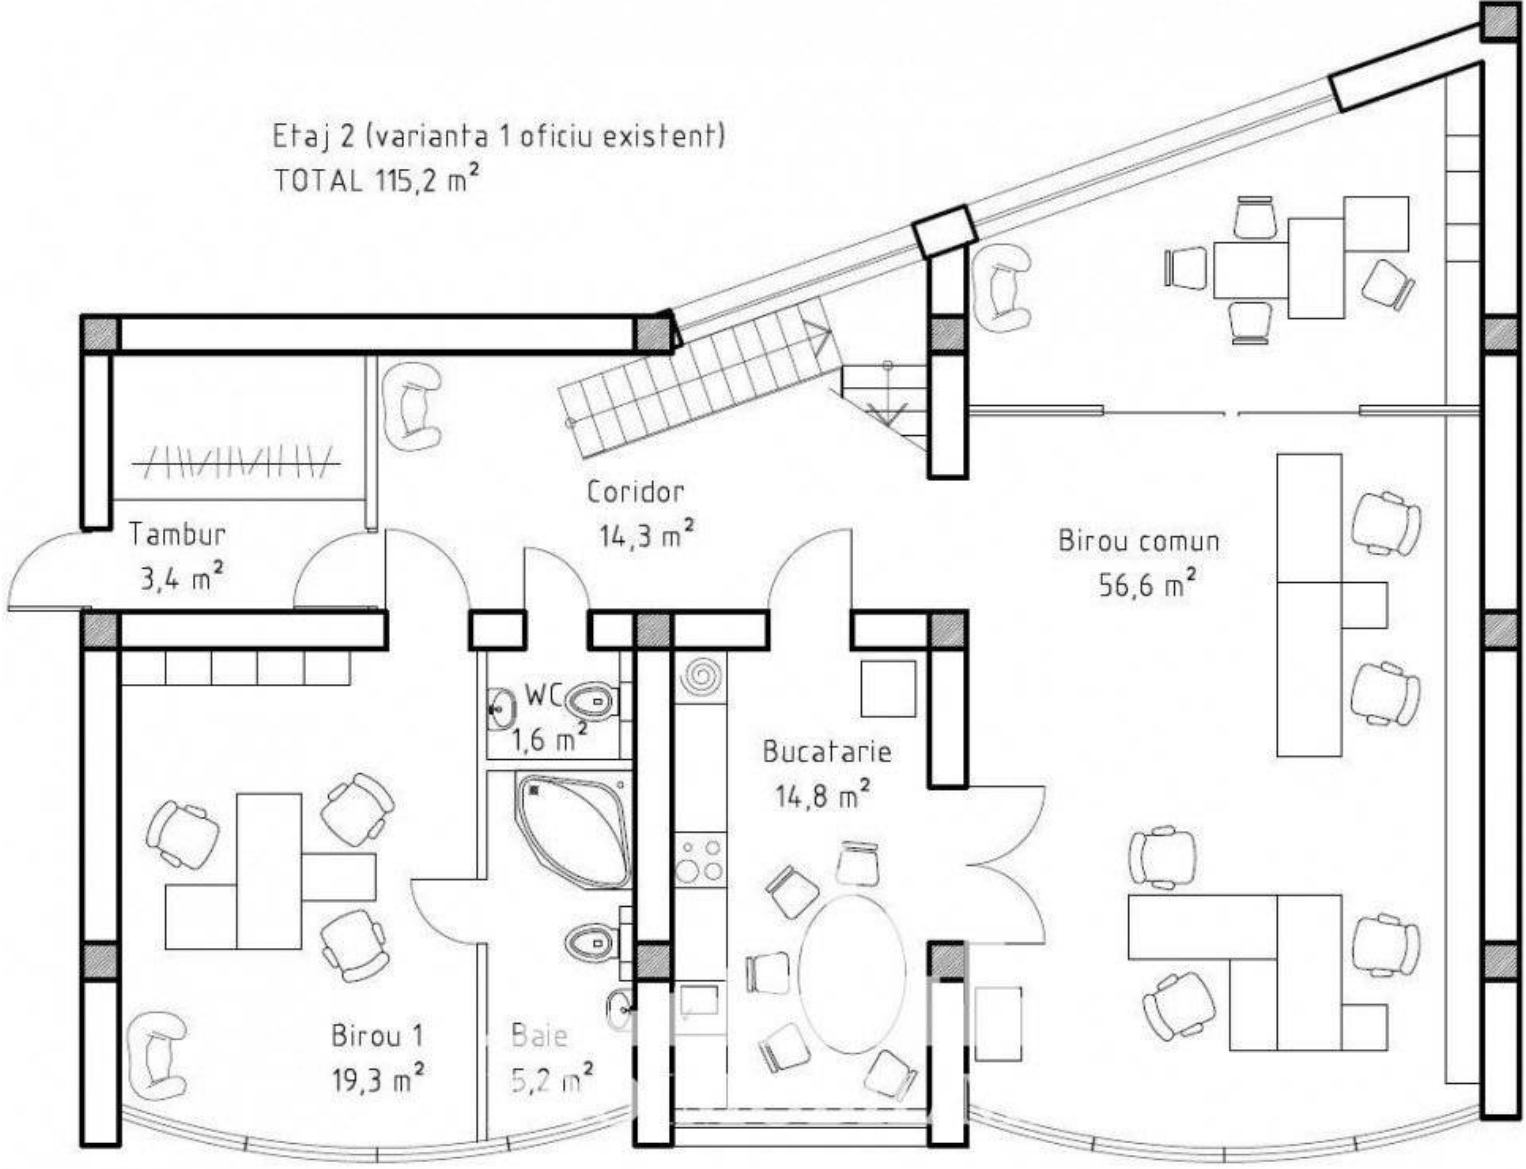 Etaj 2 (varianta 1 oficiu existent)
TOTAL 115,2 m²
Coridor
14,3 m²
Tambur
3,4 m²
Birou comun
56,6 m²
WC
1,6 m²
Bucatarie
14,8 m²
Birou 1
19,3 m²
Baie
5,2 m²